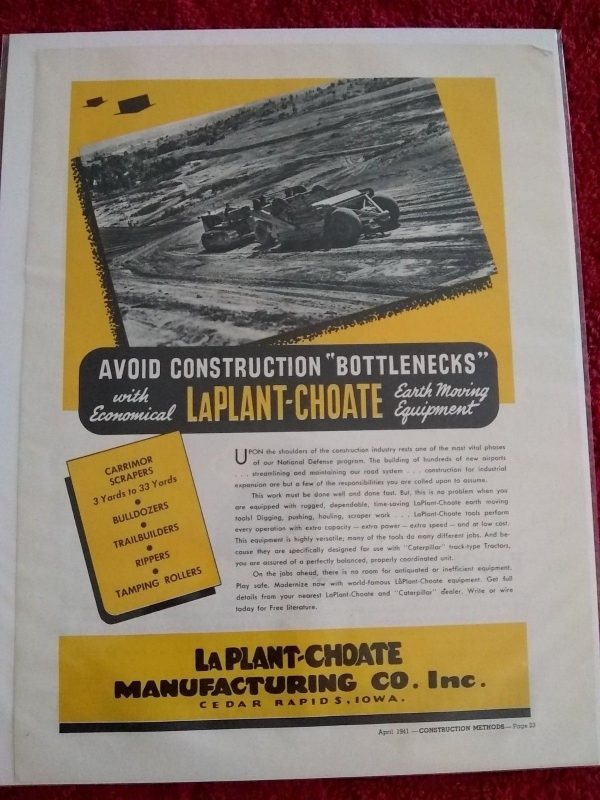 AVOID CONSTRUCTION "BOTTLENECKS"
with Economical LAPLANT-CHOATE Earth Moving Equipment
CARRIMOR
SCRAPERS
3 Yards to 33 Yards
•
BULLDOZERS
•
TRAILBUILDERS
•
RIPPERS
•
TAMPING ROLLERS
UPON the shoulders of the construction industry rests one of the most vital phases
of our National Defense program. The building of hundreds of new airports
. . . streamlining and maintaining our road system . . . construction for industrial
expansion are but a few of the responsibilities you are called upon to assume.
This work must be done well and done fast. But, this is no problem when you
are equipped with rugged, dependable, time-saving LaPlant-Choate earth moving
tools! Digging, pushing, hauling, scraper work . . . LaPlant-Choate tools perform
every operation with extra capacity — extra power — extra speed — and at low cost.
This equipment is highly versatile; many of the tools do many different jobs. And be-
cause they are specifically designed for use with "Caterpillar" track-type Tractors,
you are assured of a perfectly balanced, properly coordinated unit.
On the jobs ahead, there is no room for antiquated or inefficient equipment.
Play safe. Modernize now with world-famous LaPlant-Choate equipment. Get full
details from your nearest LaPlant-Choate and "Caterpillar" dealer. Write or wire
today for Free literature.
LAPLANT-CHOATE
MANUFACTURING CO. Inc.
CEDAR RAPIDS, IOWA.
April 1941 — CONSTRUCTION METHODS — Page 23